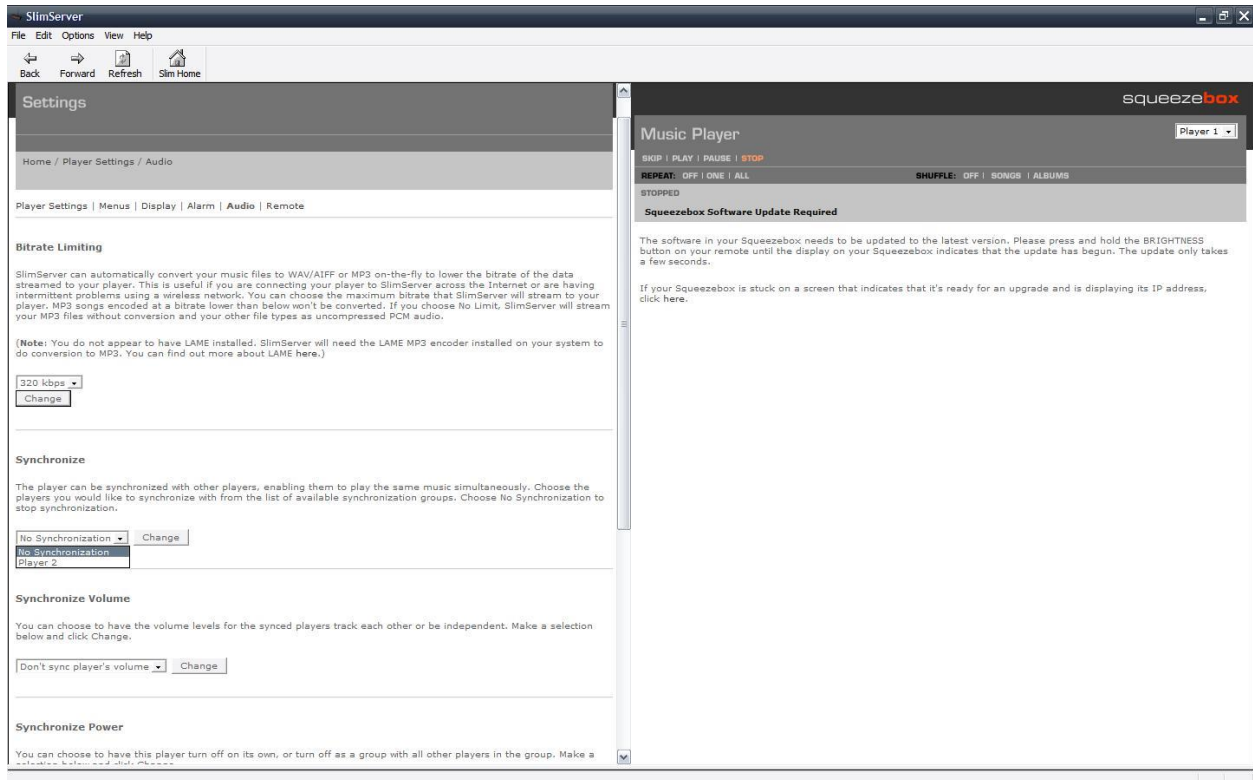 SlimServer
File Edit Options View Help
Back Forward Refresh Slim Home
Settings
Home / Player Settings / Audio
Player Settings | Menus | Display | Alarm | Audio | Remote
Bitrate Limiting
SlimServer can automatically convert your music files to WAV/AIFF or MP3 on-the-fly to lower the bitrate of the data
streamed to your player. This is useful if you are connecting your player to SlimServer across the Internet or are having
intermittent problems using a wireless network. You can choose the maximum bitrate that SlimServer will stream to your
player. MP3 songs encoded at a bitrate lower than below won't be converted. If you choose No Limit, SlimServer will stream
your MP3 files without conversion and your other file types as uncompressed PCM audio.
(Note: You do not appear to have LAME installed. SlimServer will need the LAME MP3 encoder installed on your system to
do conversion to MP3. You can find out more about LAME here.)
320 kbps
Change
Synchronize
The player can be synchronized with other players, enabling them to play the same music simultaneously. Choose the
players you would like to synchronize with from the list of available synchronization groups. Choose No Synchronization to
stop synchronization.
No Synchronization Change
No Synchronization
Player 2
Synchronize Volume
You can choose to have the volume levels for the synced players track each other or be independent. Make a selection
below and click Change.
Don't sync player's volume Change
Synchronize Power
You can choose to have this player turn off on its own, or turn off as a group with all other players in the group. Make a
selection below and click Change.
squeezebox
Music Player Player 1
SKIP | PLAY | PAUSE | STOP
REPEAT: OFF | ONE | ALL SHUFFLE: OFF | SONGS | ALBUMS
STOPPED
Squeezebox Software Update Required
The software in your Squeezebox needs to be updated to the latest version. Please press and hold the BRIGHTNESS
button on your remote until the display on your Squeezebox indicates that the update has begun. The update only takes
a few seconds.
If your Squeezebox is stuck on a screen that indicates that it's ready for an upgrade and is displaying its IP address,
click here.